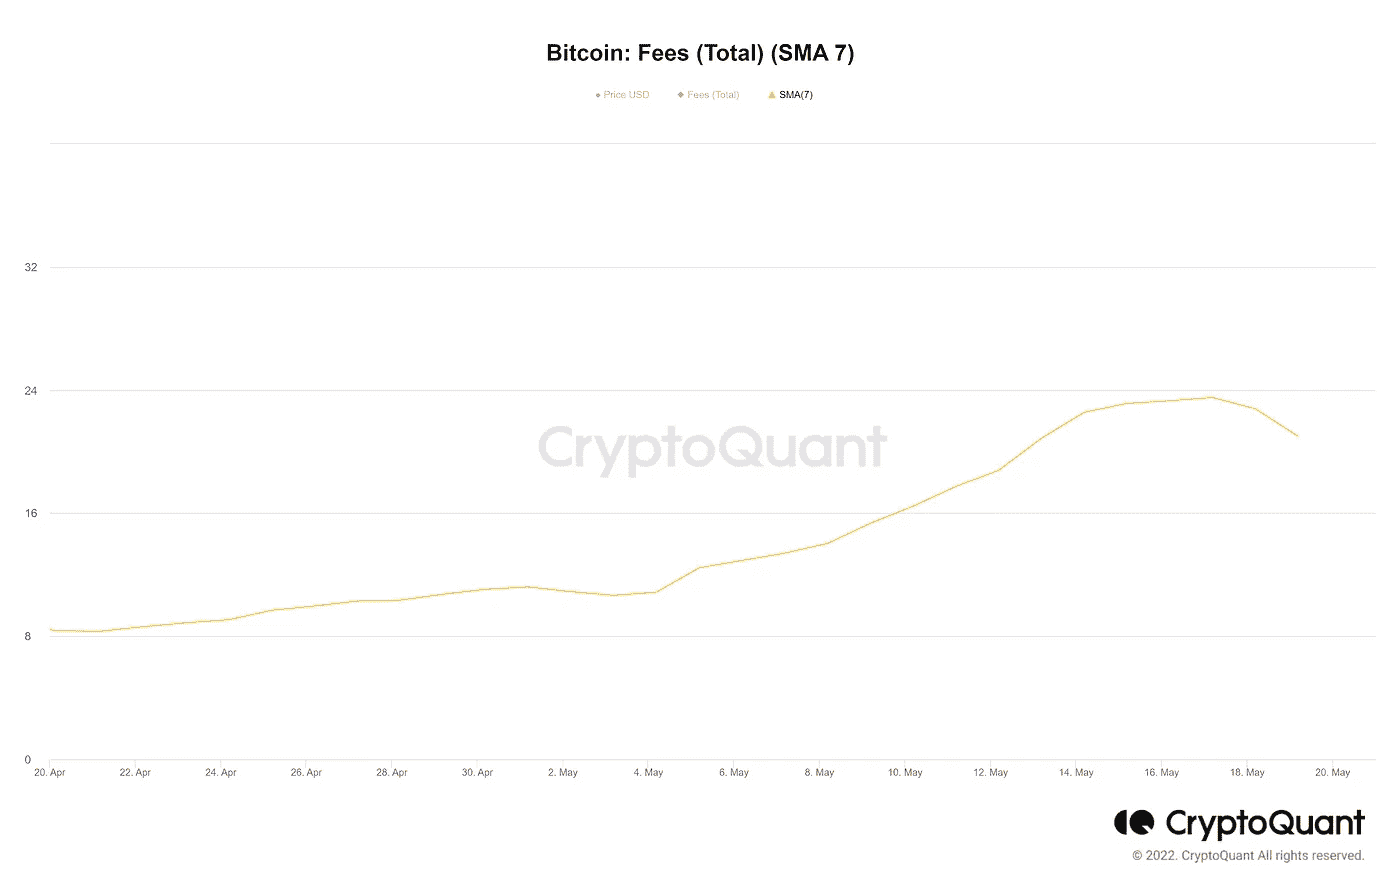 Bitcoin: Fees (Total) (SMA 7)
Price USD Fees (Total) SMA(7)
32
24
CryptoQuant
16
8
0
20. Apr 22. Apr 24. Apr 26. Apr 28. Apr 30. Apr 2. May 4. May 6. May 8. May 10. May 12. May 14. May 16. May 18. May 20. May
CryptoQuant
© 2022. CryptoQuant All rights reserved.